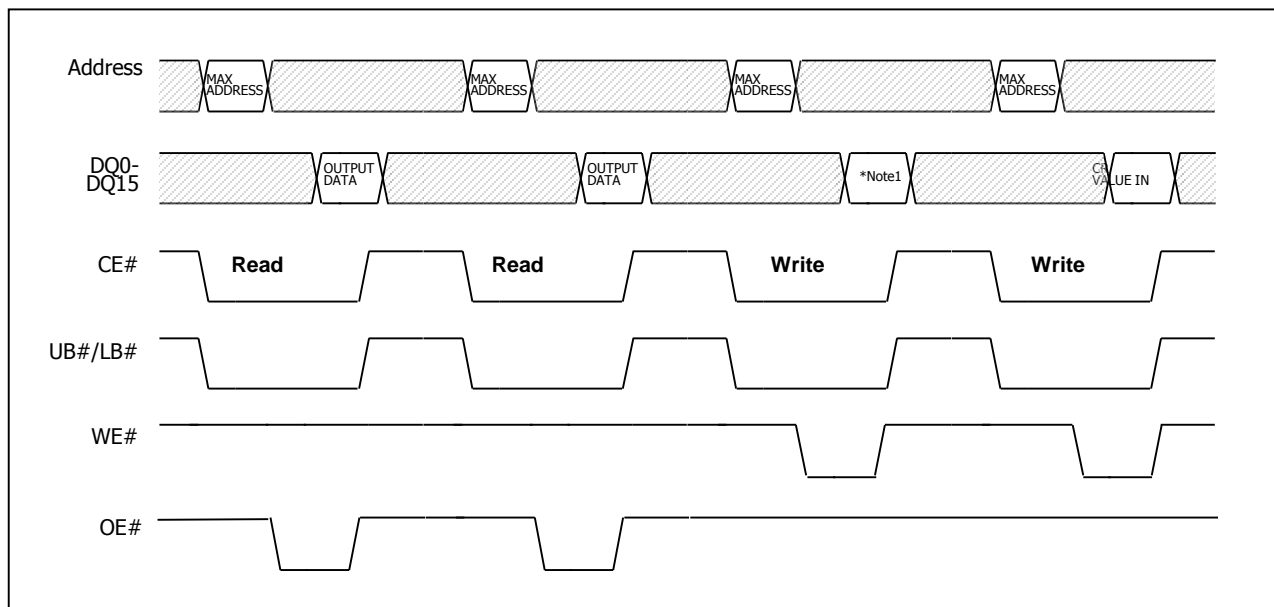 Address
MAX
ADDRESS
MAX
ADDRESS
MAX
ADDRESS
MAX
ADDRESS
DQ0-
DQ15
OUTPUT
DATA
OUTPUT
DATA
*Note1
CR
VALUE IN
CE#
Read
Read
Write
Write
UB#/LB#
WE#
OE#